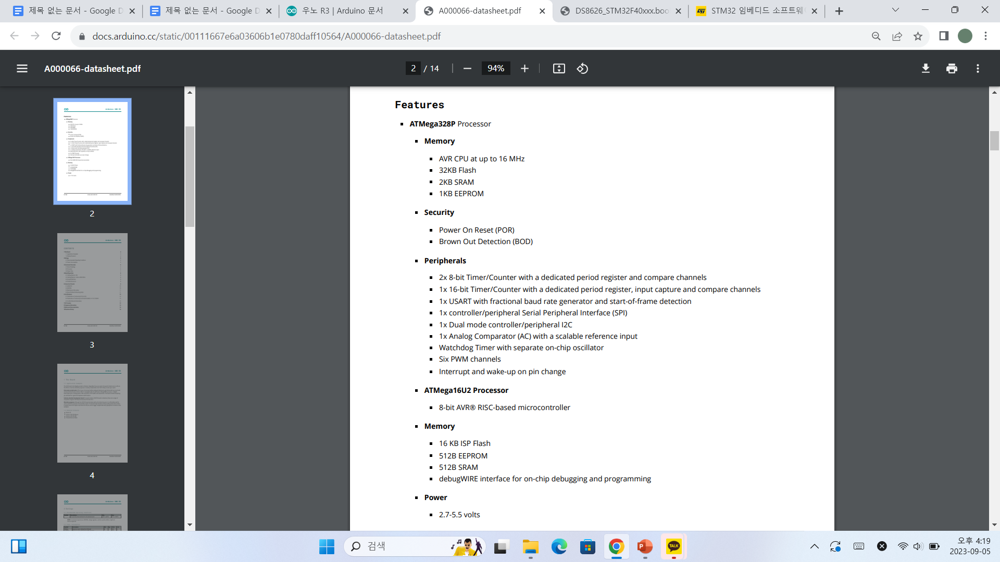 제목 없는 문서 - Google D
제목 없는 문서 - Google D
우노 R3 | Arduino 문서
A000066-datasheet.pdf
DS8626_STM32F40xxx.boo
STM32 임베디드 소프트웨
docs.arduino.cc/static/00111667e6a03606b1e0780daff10564/A000066-datasheet.pdf
A000066-datasheet.pdf
2 / 14
94%
2
3
4
Features
ATMega328P Processor
Memory
AVR CPU at up to 16 MHz
32KB Flash
2KB SRAM
1KB EEPROM
Security
Power On Reset (POR)
Brown Out Detection (BOD)
Peripherals
2x 8-bit Timer/Counter with a dedicated period register and compare channels
1x 16-bit Timer/Counter with a dedicated period register, input capture and compare channels
1x USART with fractional baud rate generator and start-of-frame detection
1x controller/peripheral Serial Peripheral Interface (SPI)
1x Dual mode controller/peripheral I2C
1x Analog Comparator (AC) with a scalable reference input
Watchdog Timer with separate on-chip oscillator
Six PWM channels
Interrupt and wake-up on pin change
ATMega16U2 Processor
8-bit AVR® RISC-based microcontroller
Memory
16 KB ISP Flash
512B EEPROM
512B SRAM
debugWIRE interface for on-chip debugging and programming
Power
2.7-5.5 volts
검색
TALK
오후 4:19
2023-09-05